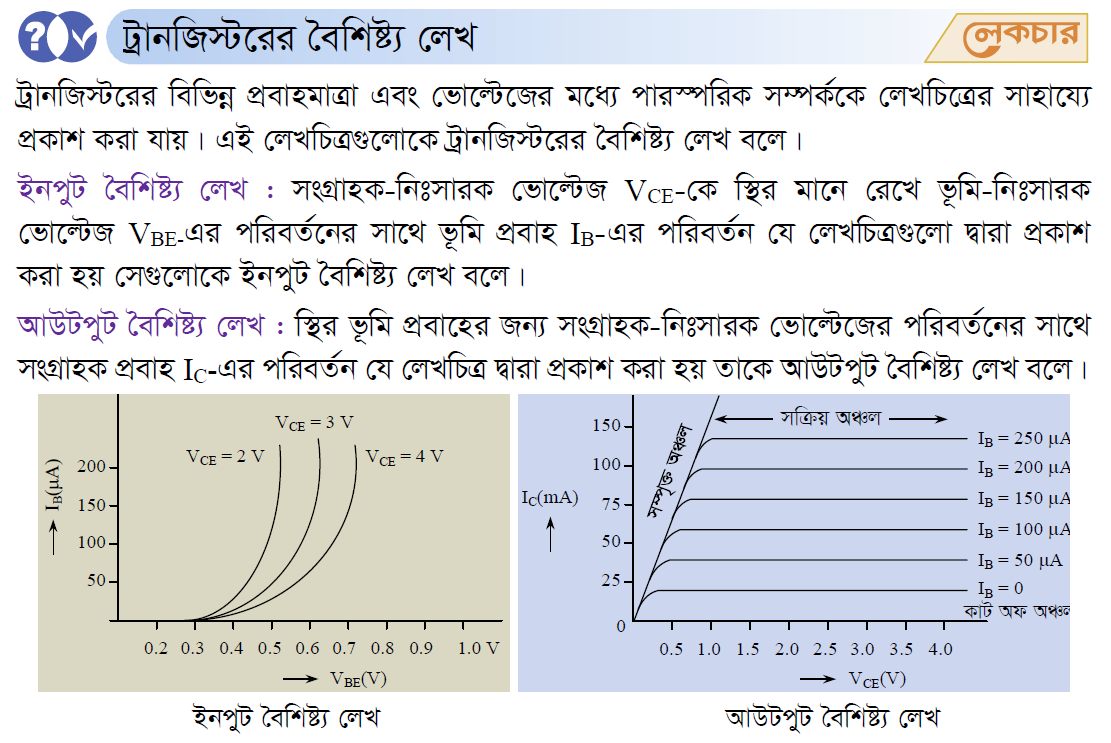 ?
ট্রানজিস্টরের বৈশিষ্ট্য লেখ
লেকচার
ট্রানজিস্টরের বিভিন্ন প্রবাহমাত্রা এবং ভোল্টেজের মধ্যে পারস্পরিক সম্পর্ককে লেখচিত্রের সাহায্যে
প্রকাশ করা যায়। এই লেখচিত্রগুলোকে ট্রানজিস্টরের বৈশিষ্ট্য লেখ বলে।
ইনপুট বৈশিষ্ট্য লেখ : সংগ্রাহক-নিঃসারক ভোল্টেজ VCE-কে স্থির মানে রেখে ভূমি-নিঃসারক
ভোল্টেজ VBE-এর পরিবর্তনের সাথে ভূমি প্রবাহ IB-এর পরিবর্তন যে লেখচিত্রগুলো দ্বারা প্রকাশ
করা হয় সেগুলোকে ইনপুট বৈশিষ্ট্য লেখ বলে।
আউটপুট বৈশিষ্ট্য লেখ : স্থির ভূমি প্রবাহের জন্য সংগ্রাহক-নিঃসারক ভোল্টেজের পরিবর্তনের সাথে
সংগ্রাহক প্রবাহ IC-এর পরিবর্তন যে লেখচিত্র দ্বারা প্রকাশ করা হয় তাকে আউটপুট বৈশিষ্ট্য লেখ বলে।
VCE = 3 V
VCE = 2 V
VCE = 4 V
IB(µA)
200
150
100
50
0.2 0.3 0.4 0.5 0.6 0.7 0.8 0.9 1.0 V
VBE(V)
ইনপুট বৈশিষ্ট্য লেখ
সম্পৃক্ত অঞ্চল
সক্রিয় অঞ্চল
IC(mA)
150
100
75
50
25
0
IB = 250 µA
IB = 200 µA
IB = 150 µA
IB = 100 µA
IB = 50 µA
IB = 0
কাট অফ অঞ্চল
0.5 1.0 1.5 2.0 2.5 3.0 3.5 4.0
VCE(V)
আউটপুট বৈশিষ্ট্য লেখ